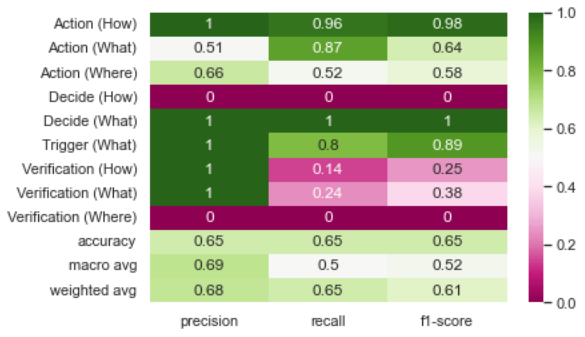 Action (How) 1 0.96 0.98
Action (What) 0.51 0.87 0.64
Action (Where) 0.66 0.52 0.58
Decide (How) 0 0 0
Decide (What) 1 1 1
Trigger (What) 1 0.8 0.89
Verification (How) 1 0.14 0.25
Verification (What) 1 0.24 0.38
Verification (Where) 0 0 0
accuracy 0.65 0.65 0.65
macro avg 0.69 0.5 0.52
weighted avg 0.68 0.65 0.61
precision recall f1-score
1.0
0.8
0.6
0.4
0.2
0.0